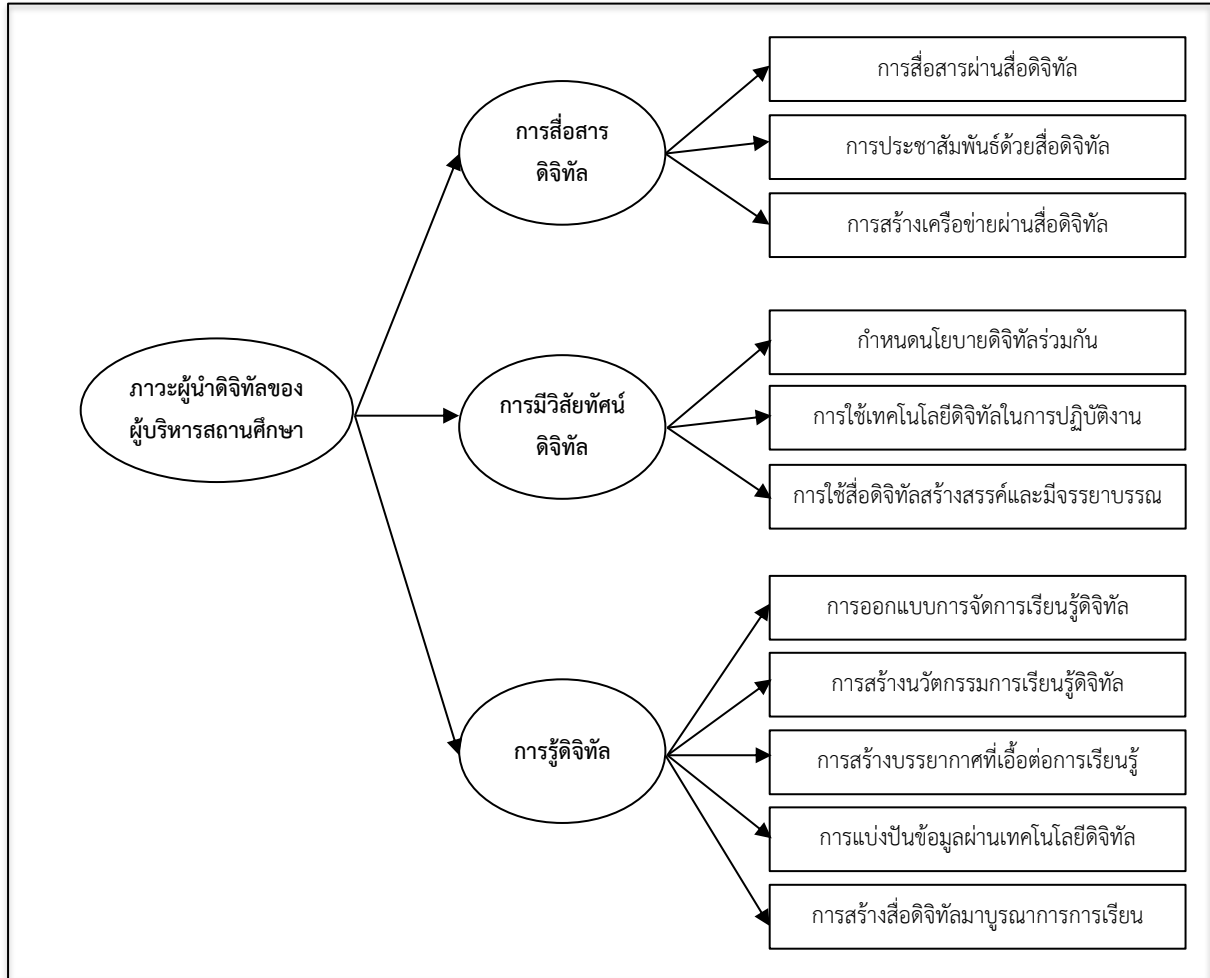 การสื่อสารผ่านสื่อดิจิทัล
การสื่อสาร
ดิจิทัล
การประชาสัมพันธ์ด้วยสื่อดิจิทัล
การสร้างเครือข่ายผ่านสื่อดิจิทัล
ภาวะผู้นำดิจิทัลของ
ผู้บริหารสถานศึกษา
กำหนดนโยบายดิจิทัลร่วมกัน
การมีวิสัยทัศน์
ดิจิทัล
การใช้เทคโนโลยีดิจิทัลในการปฏิบัติงาน
การใช้สื่อดิจิทัลสร้างสรรค์และมีจรรยาบรรณ
การออกแบบการจัดการเรียนรู้ดิจิทัล
การสร้างนวัตกรรมการเรียนรู้ดิจิทัล
การรู้ดิจิทัล
การสร้างบรรยากาศที่เอื้อต่อการเรียนรู้
การแบ่งปันข้อมูลผ่านเทคโนโลยีดิจิทัล
การสร้างสื่อดิจิทัลมาบูรณาการการเรียน